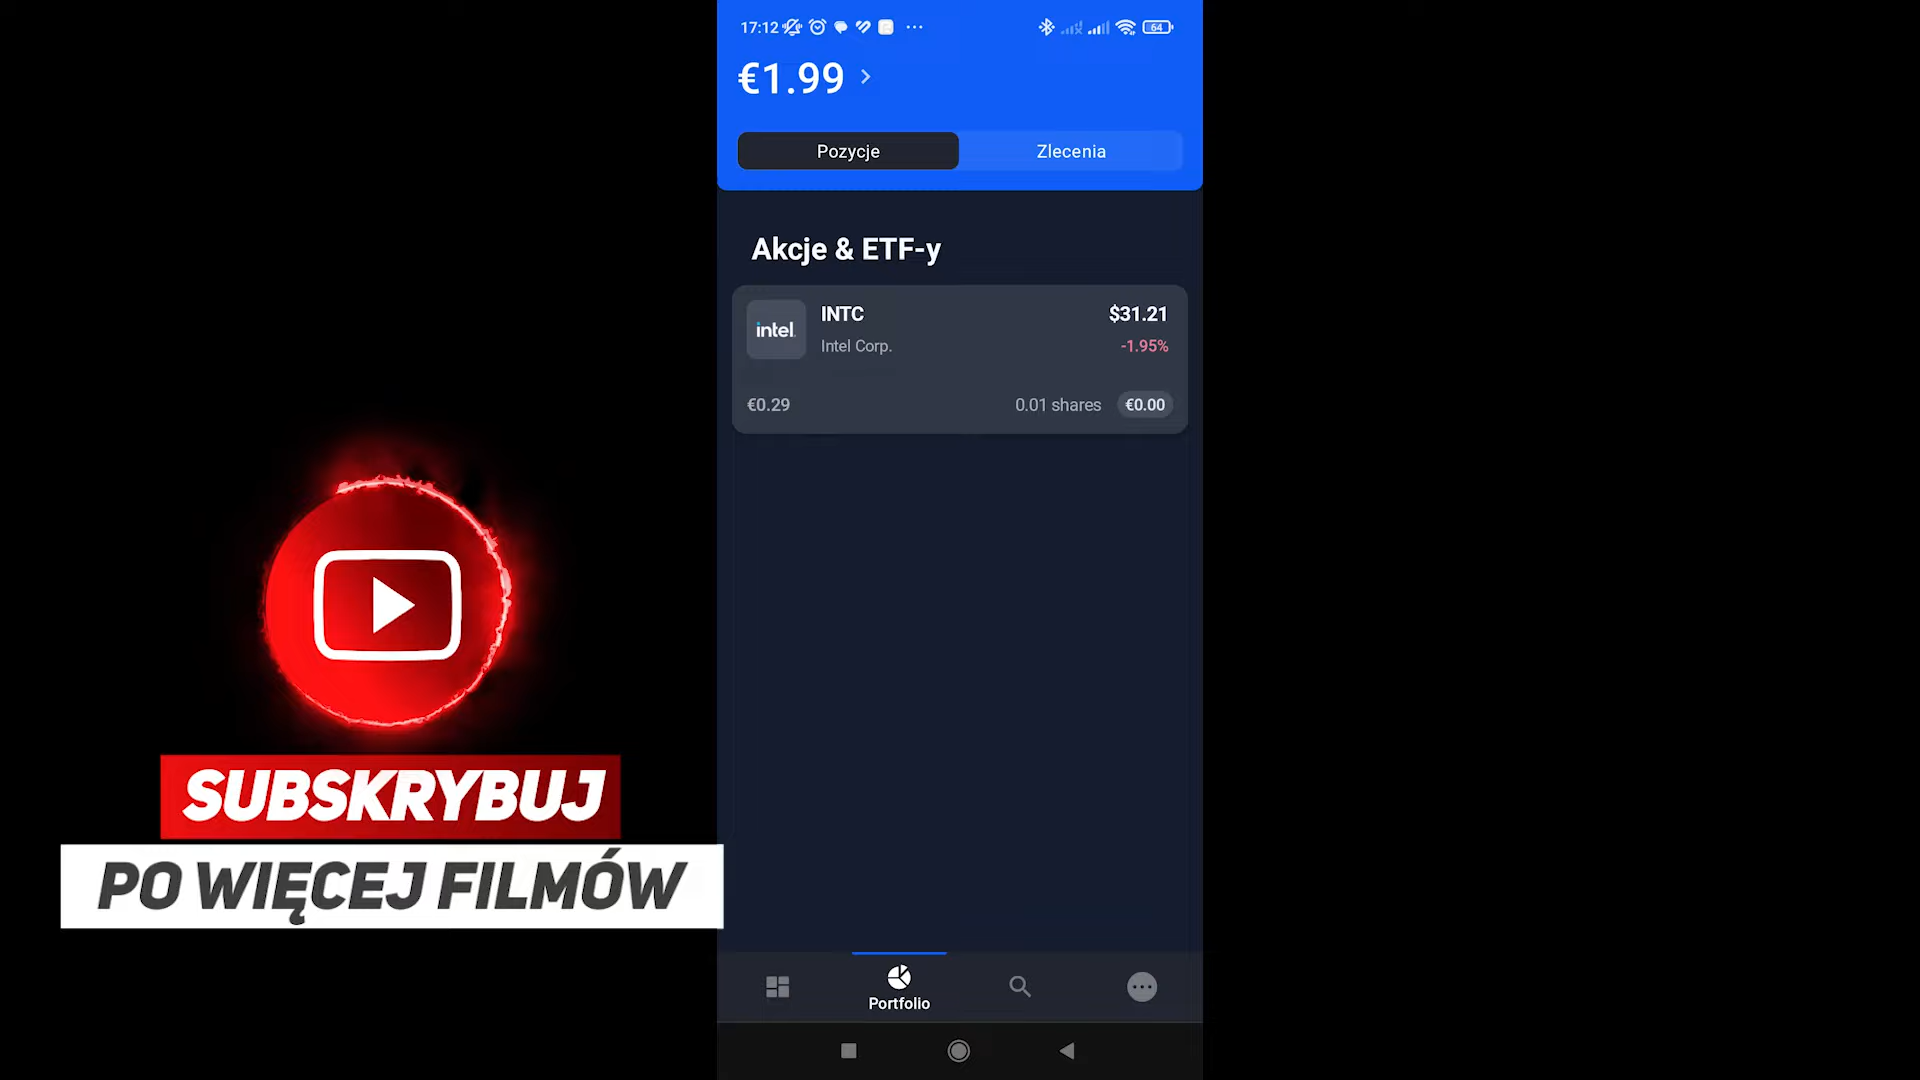 17:12
64
€1.99
Pozycje
Zlecenia
Akcje & ETF-y
intel.
INTC
$31.21
Intel Corp.
-1.95%
€0.29
0.01 shares
€0.00
SUBSKRYBUJ
PO WIĘCEJ FILMÓW
Portfolio